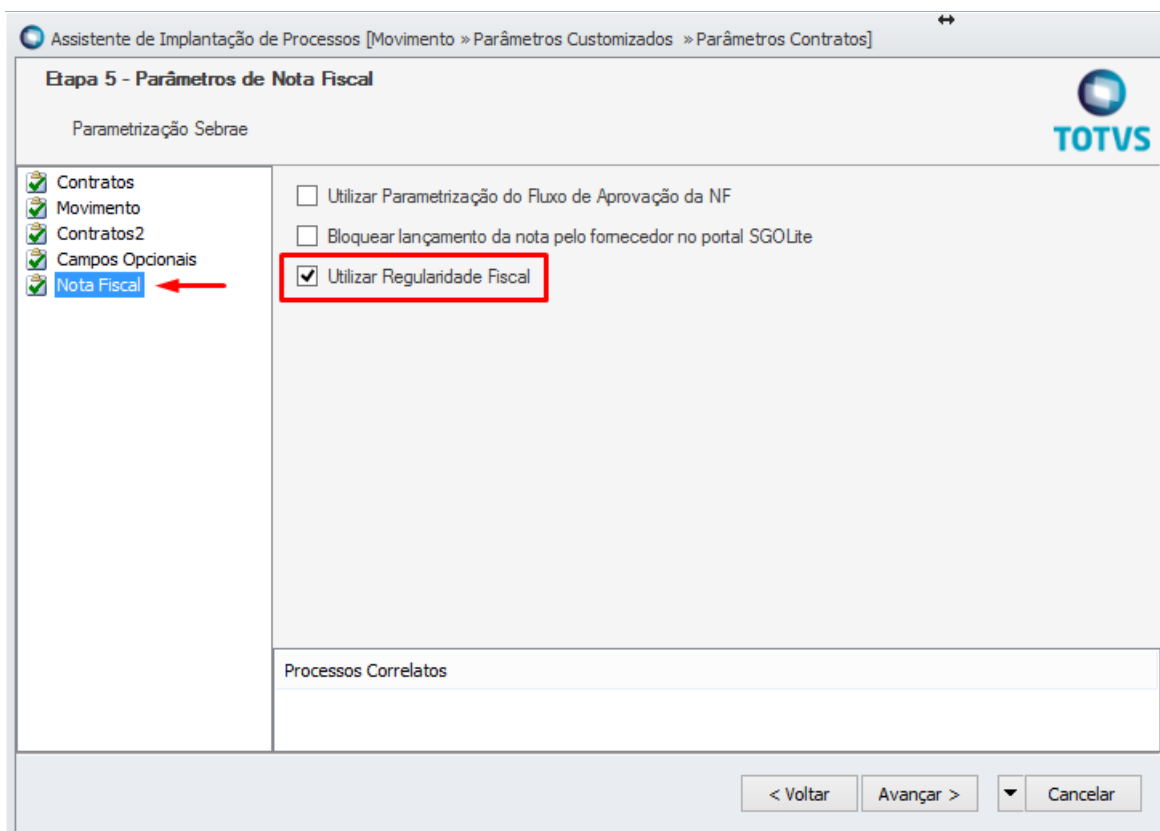 Assistente de Implantação de Processos [Movimento » Parâmetros Customizados » Parâmetros Contratos]
Etapa 5 - Parâmetros de Nota Fiscal
Parametrização Sebrae
TOTVS
Contratos
Movimento
Contratos2
Campos Opcionais
Nota Fiscal
Utilizar Parametrização do Fluxo de Aprovação da NF
Bloquear lançamento da nota pelo fornecedor no portal SGOLite
Utilizar Regularidade Fiscal
Processos Correlatos
< Voltar
Avançar >
Cancelar